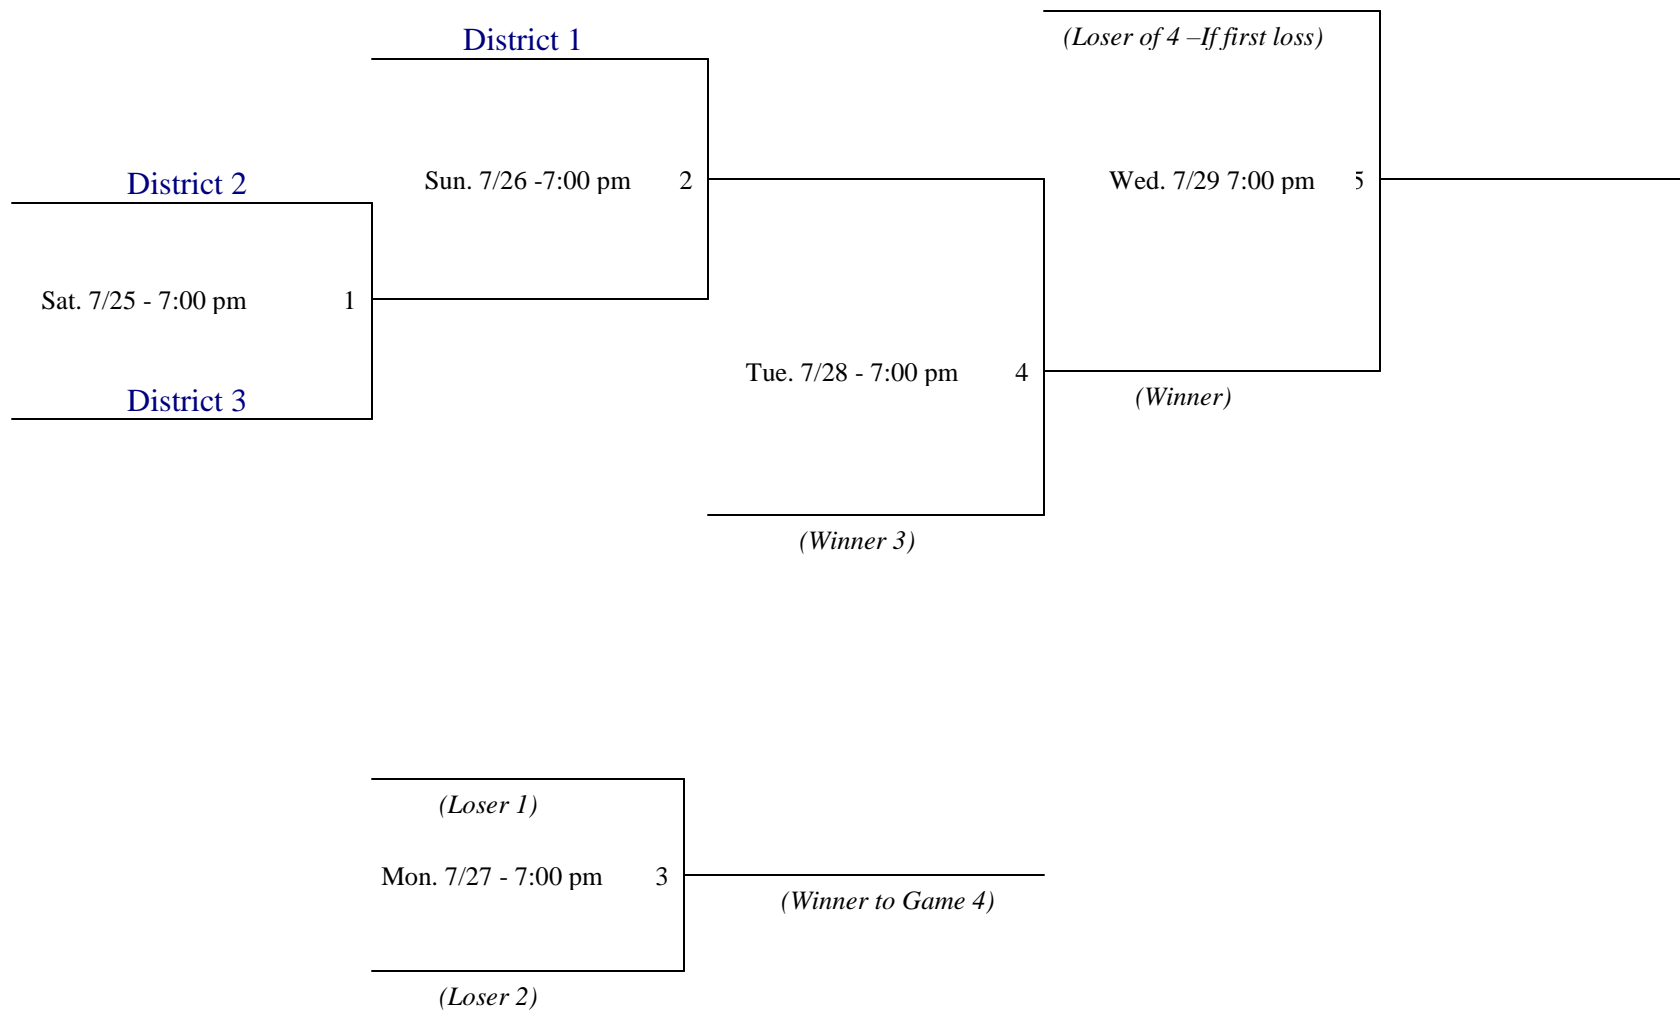 (Loser of 4 –If first loss)
District 1
District 2
Sun. 7/26 -7:00 pm 2
Wed. 7/29 7:00 pm 5
Sat. 7/25 - 7:00 pm 1
Tue. 7/28 - 7:00 pm 4
(Winner)
District 3
(Winner 3)
(Loser 1)
Mon. 7/27 - 7:00 pm 3
(Winner to Game 4)
(Loser 2)